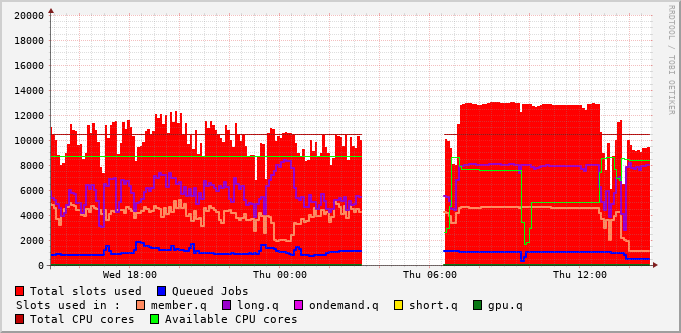 20000
18000
16000
14000
12000
10000
8000
6000
4000
2000
0
Wed 18:00 Thu 00:00 Thu 06:00 Thu 12:00
RRDTOOL / TOBI OETIKER
Total slots used Queued Jobs
Slots used in : member.q long.q ondemand.q short.q gpu.q
Total CPU cores Available CPU cores